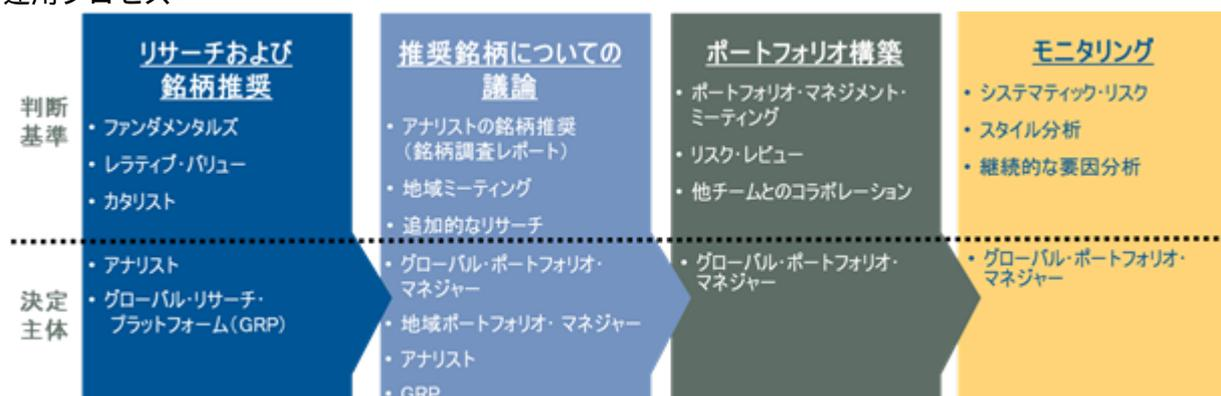 運用プロセス
リサーチおよび
銘柄推奨
判断
基準
• ファンダメンタルズ
• レラティブ・バリュー
• カタリスト
推奨銘柄についての
議論
• アナリストの銘柄推奨
（銘柄調査レポート）
• 地域ミーティング
• 追加的なリサーチ
ポートフォリオ構築
• ポートフォリオ・マネジメント・
ミーティング
• リスク・レビュー
• 他チームとのコラボレーション
モニタリング
• システマティック・リスク
• スタイル分析
• 継続的な要因分析
決定
主体
• アナリスト
• グローバル・リサーチ・
プラットフォーム（GRP）
• グローバル・ポートフォリオ・
マネジャー
• 地域ポートフォリオ・ マネジャー
• アナリスト
• GRP
• グローバル・ポートフォリオ・
マネジャー
• グローバル・ポートフォリオ・
マネジャー